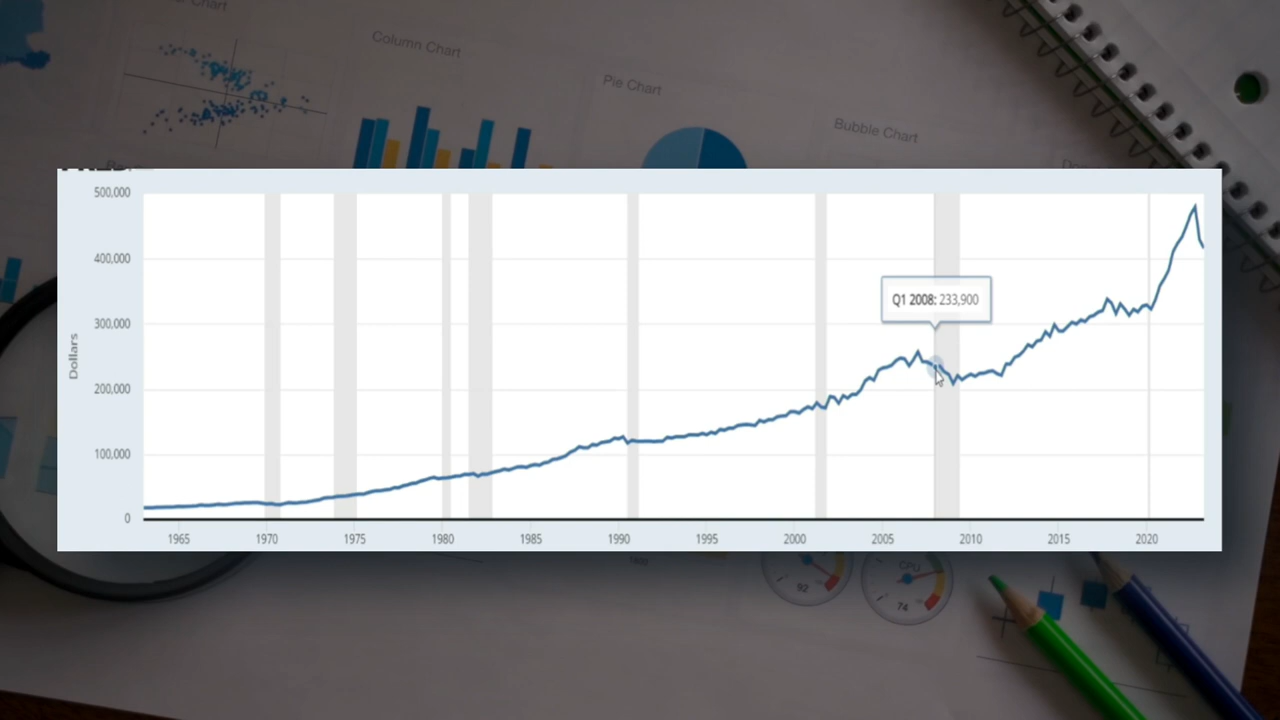 Column Chart
Pie Chart
Bubble Chart
500,000
400,000
300,000
200,000
100,000
0
Dollars
Q1 2008: 233,900
1965 1970 1975 1980 1985 1990 1995 2000 2005 2010 2015 2020
CPU
92
74